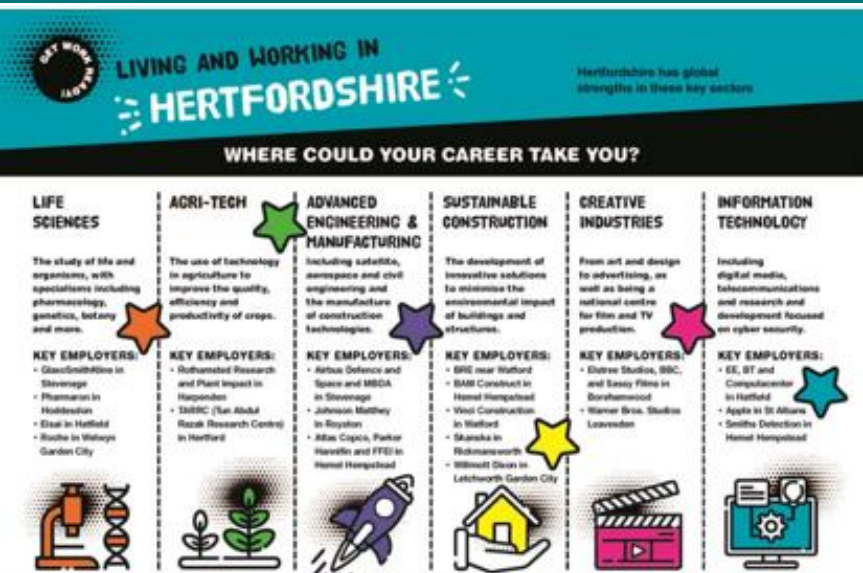 GET WORK READY!
LIVING AND WORKING IN
HERTFORDSHIRE
Hertfordshire has global
strengths in these key sectors
WHERE COULD YOUR CAREER TAKE YOU?
LIFE
SCIENCES
The study of life and
organisms, with
specialisms including
pharmacology,
genetics, botany
and more.
KEY EMPLOYERS:
• GlaxoSmithKline in
Stevenage
• Pharmaron in
Hoddesdon
• Eisai in Hatfield
• Roche in Welwyn
Garden City
AGRI-TECH
The use of technology
in agriculture to
improve the quality,
efficiency and
productivity of crops.
KEY EMPLOYERS:
• Rothamsted Research
and Plant Impact in
Harpenden
• TARRC (Tun Abdul
Razak Research Centre)
in Hertford
ADVANCED
ENGINEERING &
MANUFACTURING
Including satellite,
aerospace and civil
engineering and
the manufacture
of construction
technologies.
KEY EMPLOYERS:
• Airbus Defence and
Space and MBDA
in Stevenage
• Johnson Matthey
in Royston
• Atlas Copco, Parker
Hannifin and FFEI in
Hemel Hempstead
SUSTAINABLE
CONSTRUCTION
The development of
innovative solutions
to minimise the
environmental impact
of buildings and
structures.
KEY EMPLOYERS:
• BRE near Watford
• BAM Construct in
Hemel Hempstead
• Vinci Construction
in Watford
• Skanska in
Rickmansworth
• Willmott Dixon in
Letchworth Garden City
CREATIVE
INDUSTRIES
From art and design
to advertising, as
well as being a
national centre
for film and TV
production.
KEY EMPLOYERS:
• Elstree Studios, BBC,
and Sassy Films in
Borehamwood
• Warner Bros. Studios
Leavesden
INFORMATION
TECHNOLOGY
Including
digital media,
telecommunications
and research and
development focused
on cyber security.
KEY EMPLOYERS:
• EE, BT and
Computacenter
in Hatfield
• Apple in St Albans
• Smiths Detection in
Hemel Hempstead